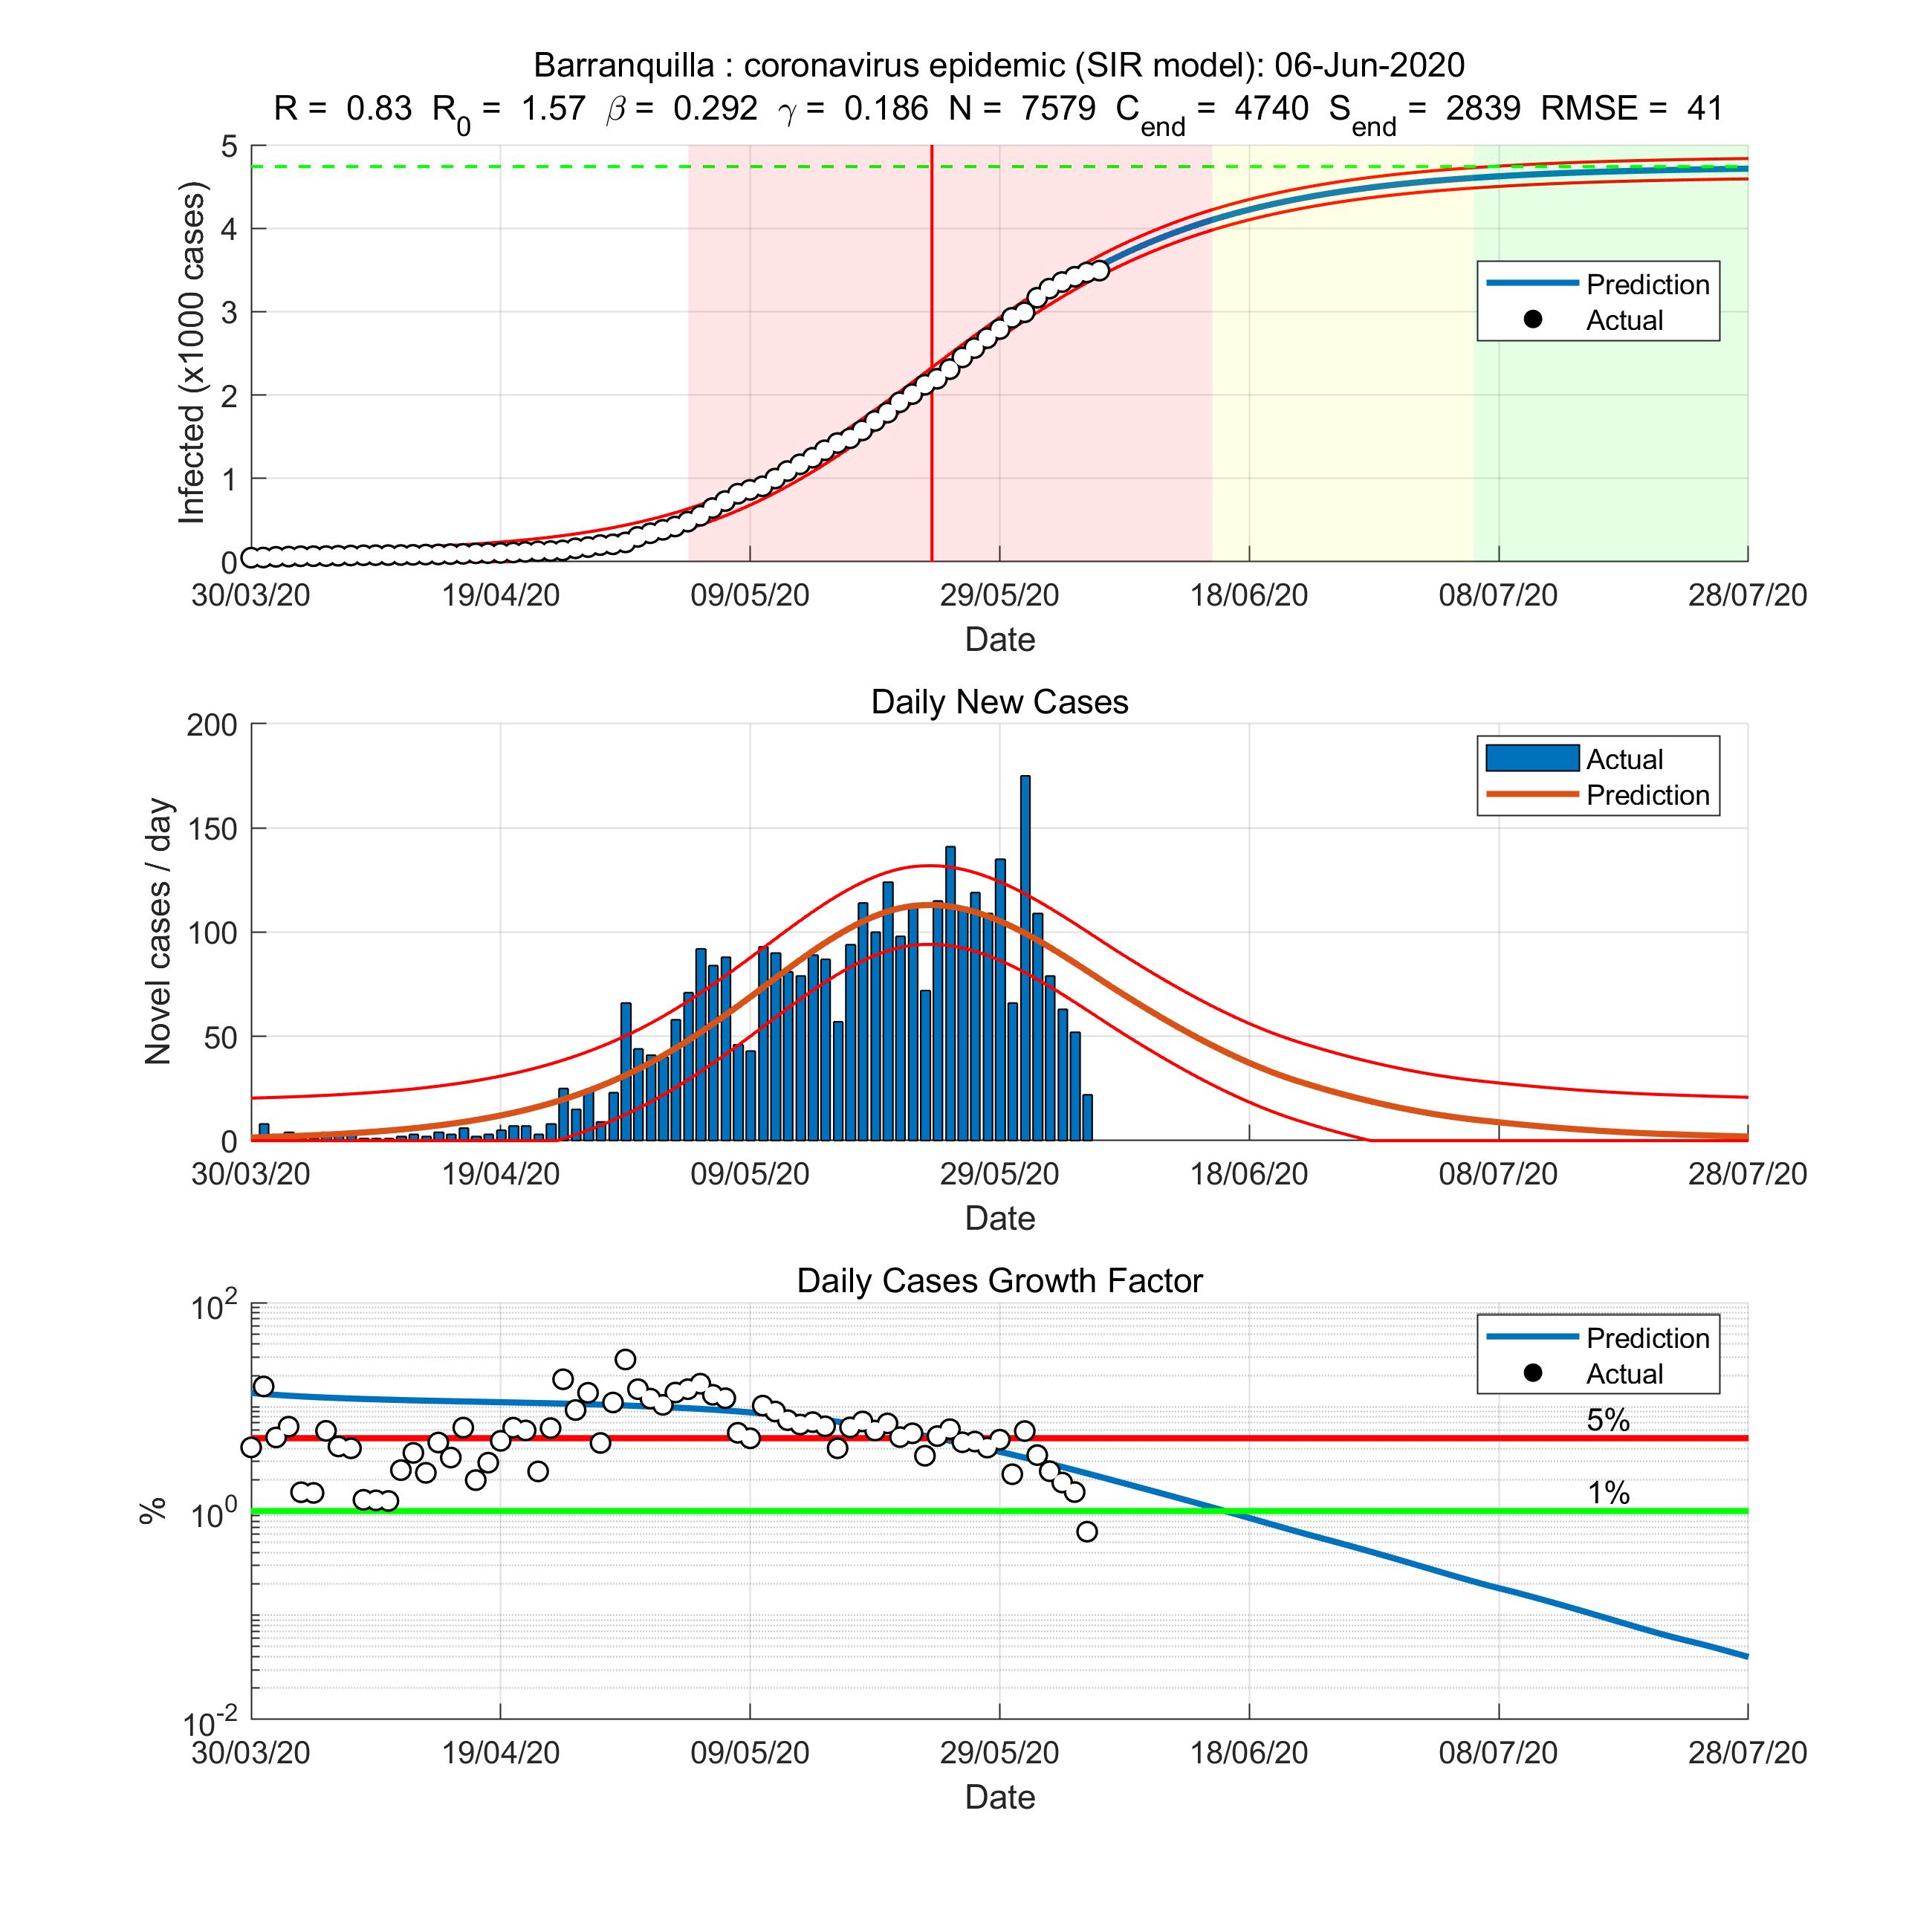 Barranquilla : coronavirus epidemic (SIR model): 06-Jun-2020
R = 0.83 R0 = 1.57 β = 0.292 γ = 0.186 N = 7579 Cend = 4740 Send = 2839 RMSE = 41
Infected (x1000 cases)
5
4
3
2
1
0
Prediction
Actual
30/03/20 19/04/20 09/05/20 29/05/20 18/06/20 08/07/20 28/07/20
Date
Daily New Cases
Novel cases / day
200
150
100
50
0
Actual
Prediction
30/03/20 19/04/20 09/05/20 29/05/20 18/06/20 08/07/20 28/07/20
Date
Daily Cases Growth Factor
%
10^2
10^0
10^-2
Prediction
Actual
5%
1%
30/03/20 19/04/20 09/05/20 29/05/20 18/06/20 08/07/20 28/07/20
Date